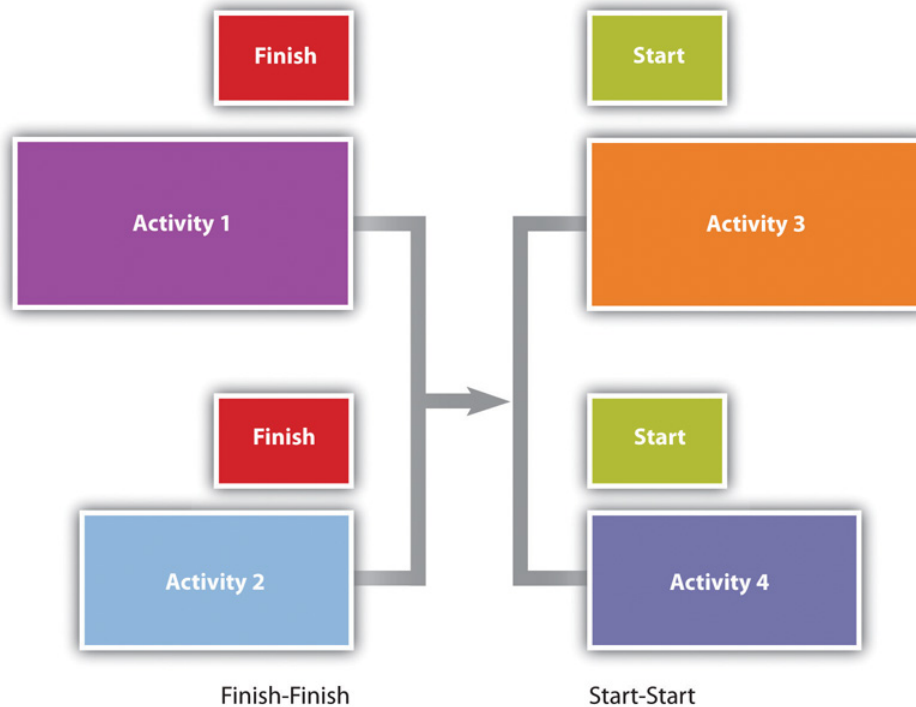 Finish
Start
Activity 1
Activity 3
Finish
Start
Activity 2
Activity 4
Finish-Finish
Start-Start